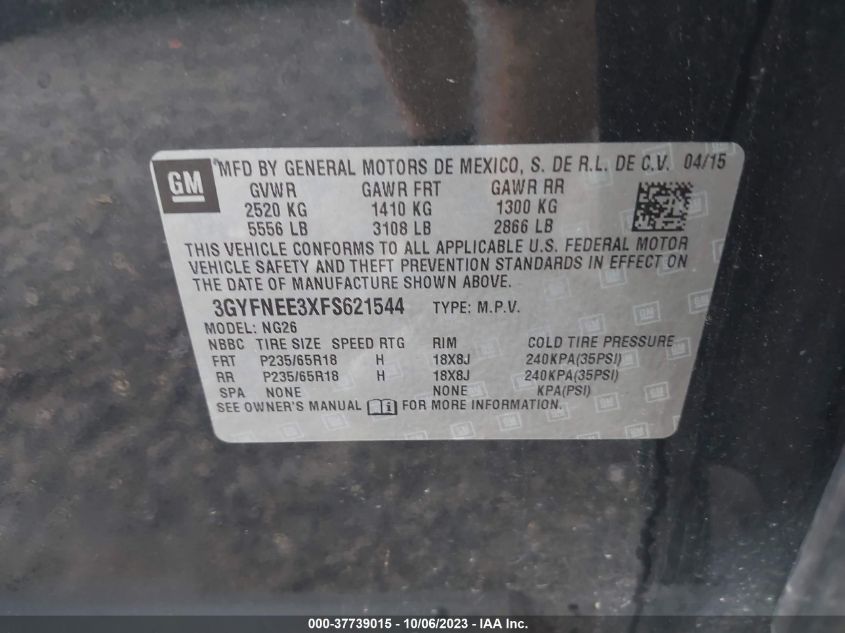 GM
MFD BY GENERAL MOTORS DE MEXICO, S. DE R.L. DE C.V. 04/15
GVWR GAWR FRT GAWR RR
2520 KG 1410 KG 1300 KG
5556 LB 3108 LB 2866 LB
THIS VEHICLE CONFORMS TO ALL APPLICABLE U.S. FEDERAL MOTOR
VEHICLE SAFETY AND THEFT PREVENTION STANDARDS IN EFFECT ON
THE DATE OF MANUFACTURE SHOWN ABOVE.
3GYFNEE3XFS621544 TYPE: M.P.V.
MODEL: NG26
NBBC TIRE SIZE SPEED RTG RIM COLD TIRE PRESSURE
FRT P235/65R18 H 18X8J 240KPA(35PSI)
RR P235/65R18 H 18X8J 240KPA(35PSI)
SPA NONE NONE KPA(PSI)
SEE OWNER'S MANUAL FOR MORE INFORMATION.
000-37739015 - 10/06/2023 - IAA Inc.